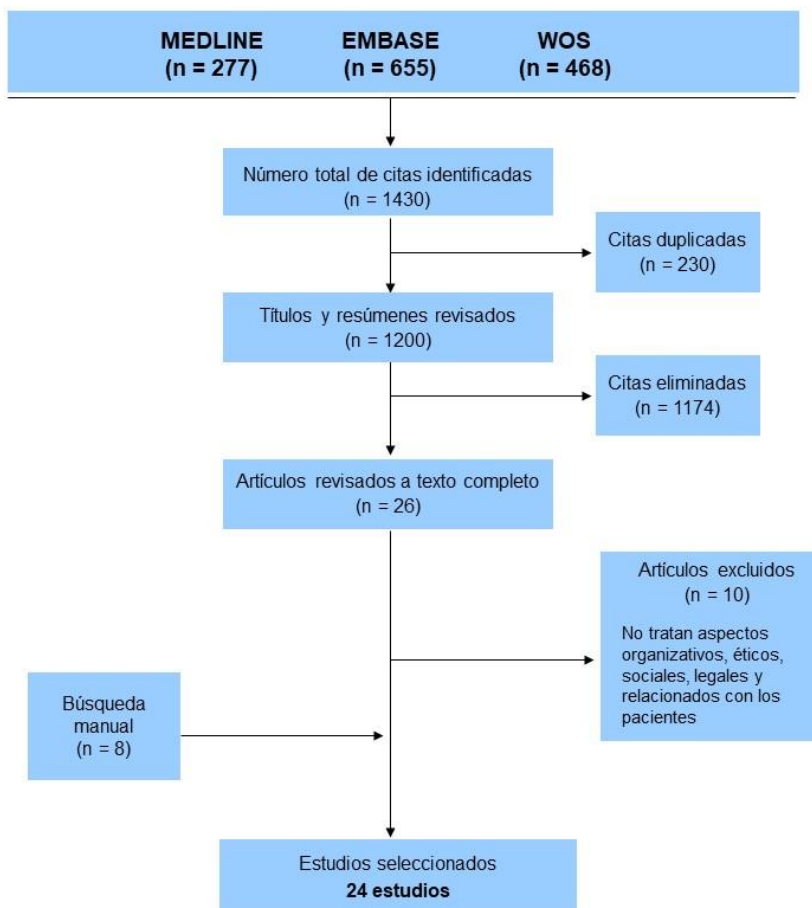 MEDLINE EMBASE WOS
(n = 277) (n = 655) (n = 468)
Número total de citas identificadas
(n = 1430)
Citas duplicadas
(n = 230)
Títulos y resúmenes revisados
(n = 1200)
Citas eliminadas
(n = 1174)
Artículos revisados a texto completo
(n = 26)
Artículos excluidos
(n = 10)
No tratan aspectos
organizativos, éticos,
sociales, legales y
relacionados con los
pacientes
Búsqueda
manual
(n = 8)
Estudios seleccionados
24 estudios